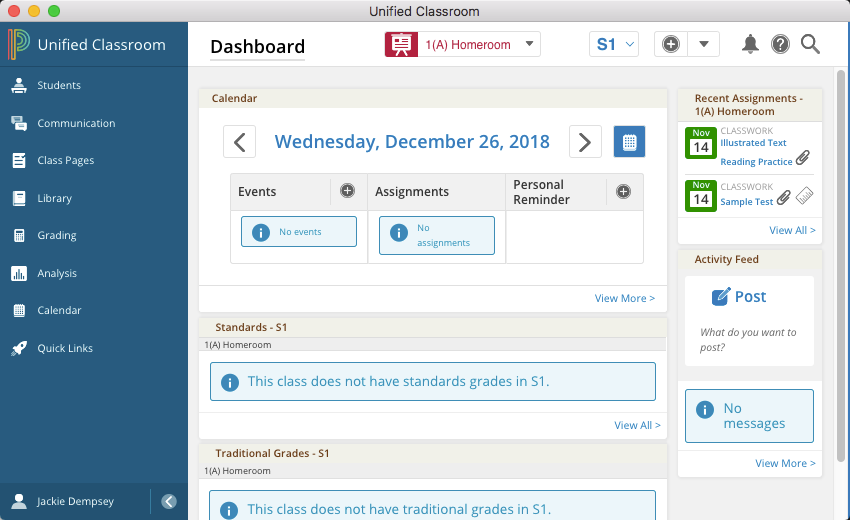 Unified Classroom
Unified Classroom
Students
Communication
Class Pages
Library
Grading
Analysis
Calendar
Quick Links
Jackie Dempsey
Dashboard
1(A) Homeroom
S1
Calendar
Wednesday, December 26, 2018
Events
Assignments
Personal
Reminder
No events
No
assignments
View More >
Standards - S1
1(A) Homeroom
This class does not have standards grades in S1.
View All >
Traditional Grades - S1
1(A) Homeroom
This class does not have traditional grades in S1.
Recent Assignments -
1(A) Homeroom
Nov
14
CLASSWORK
Illustrated Text
Reading Practice
Nov
14
CLASSWORK
Sample Test
View All >
Activity Feed
Post
What do you want to
post?
No
messages
View More >